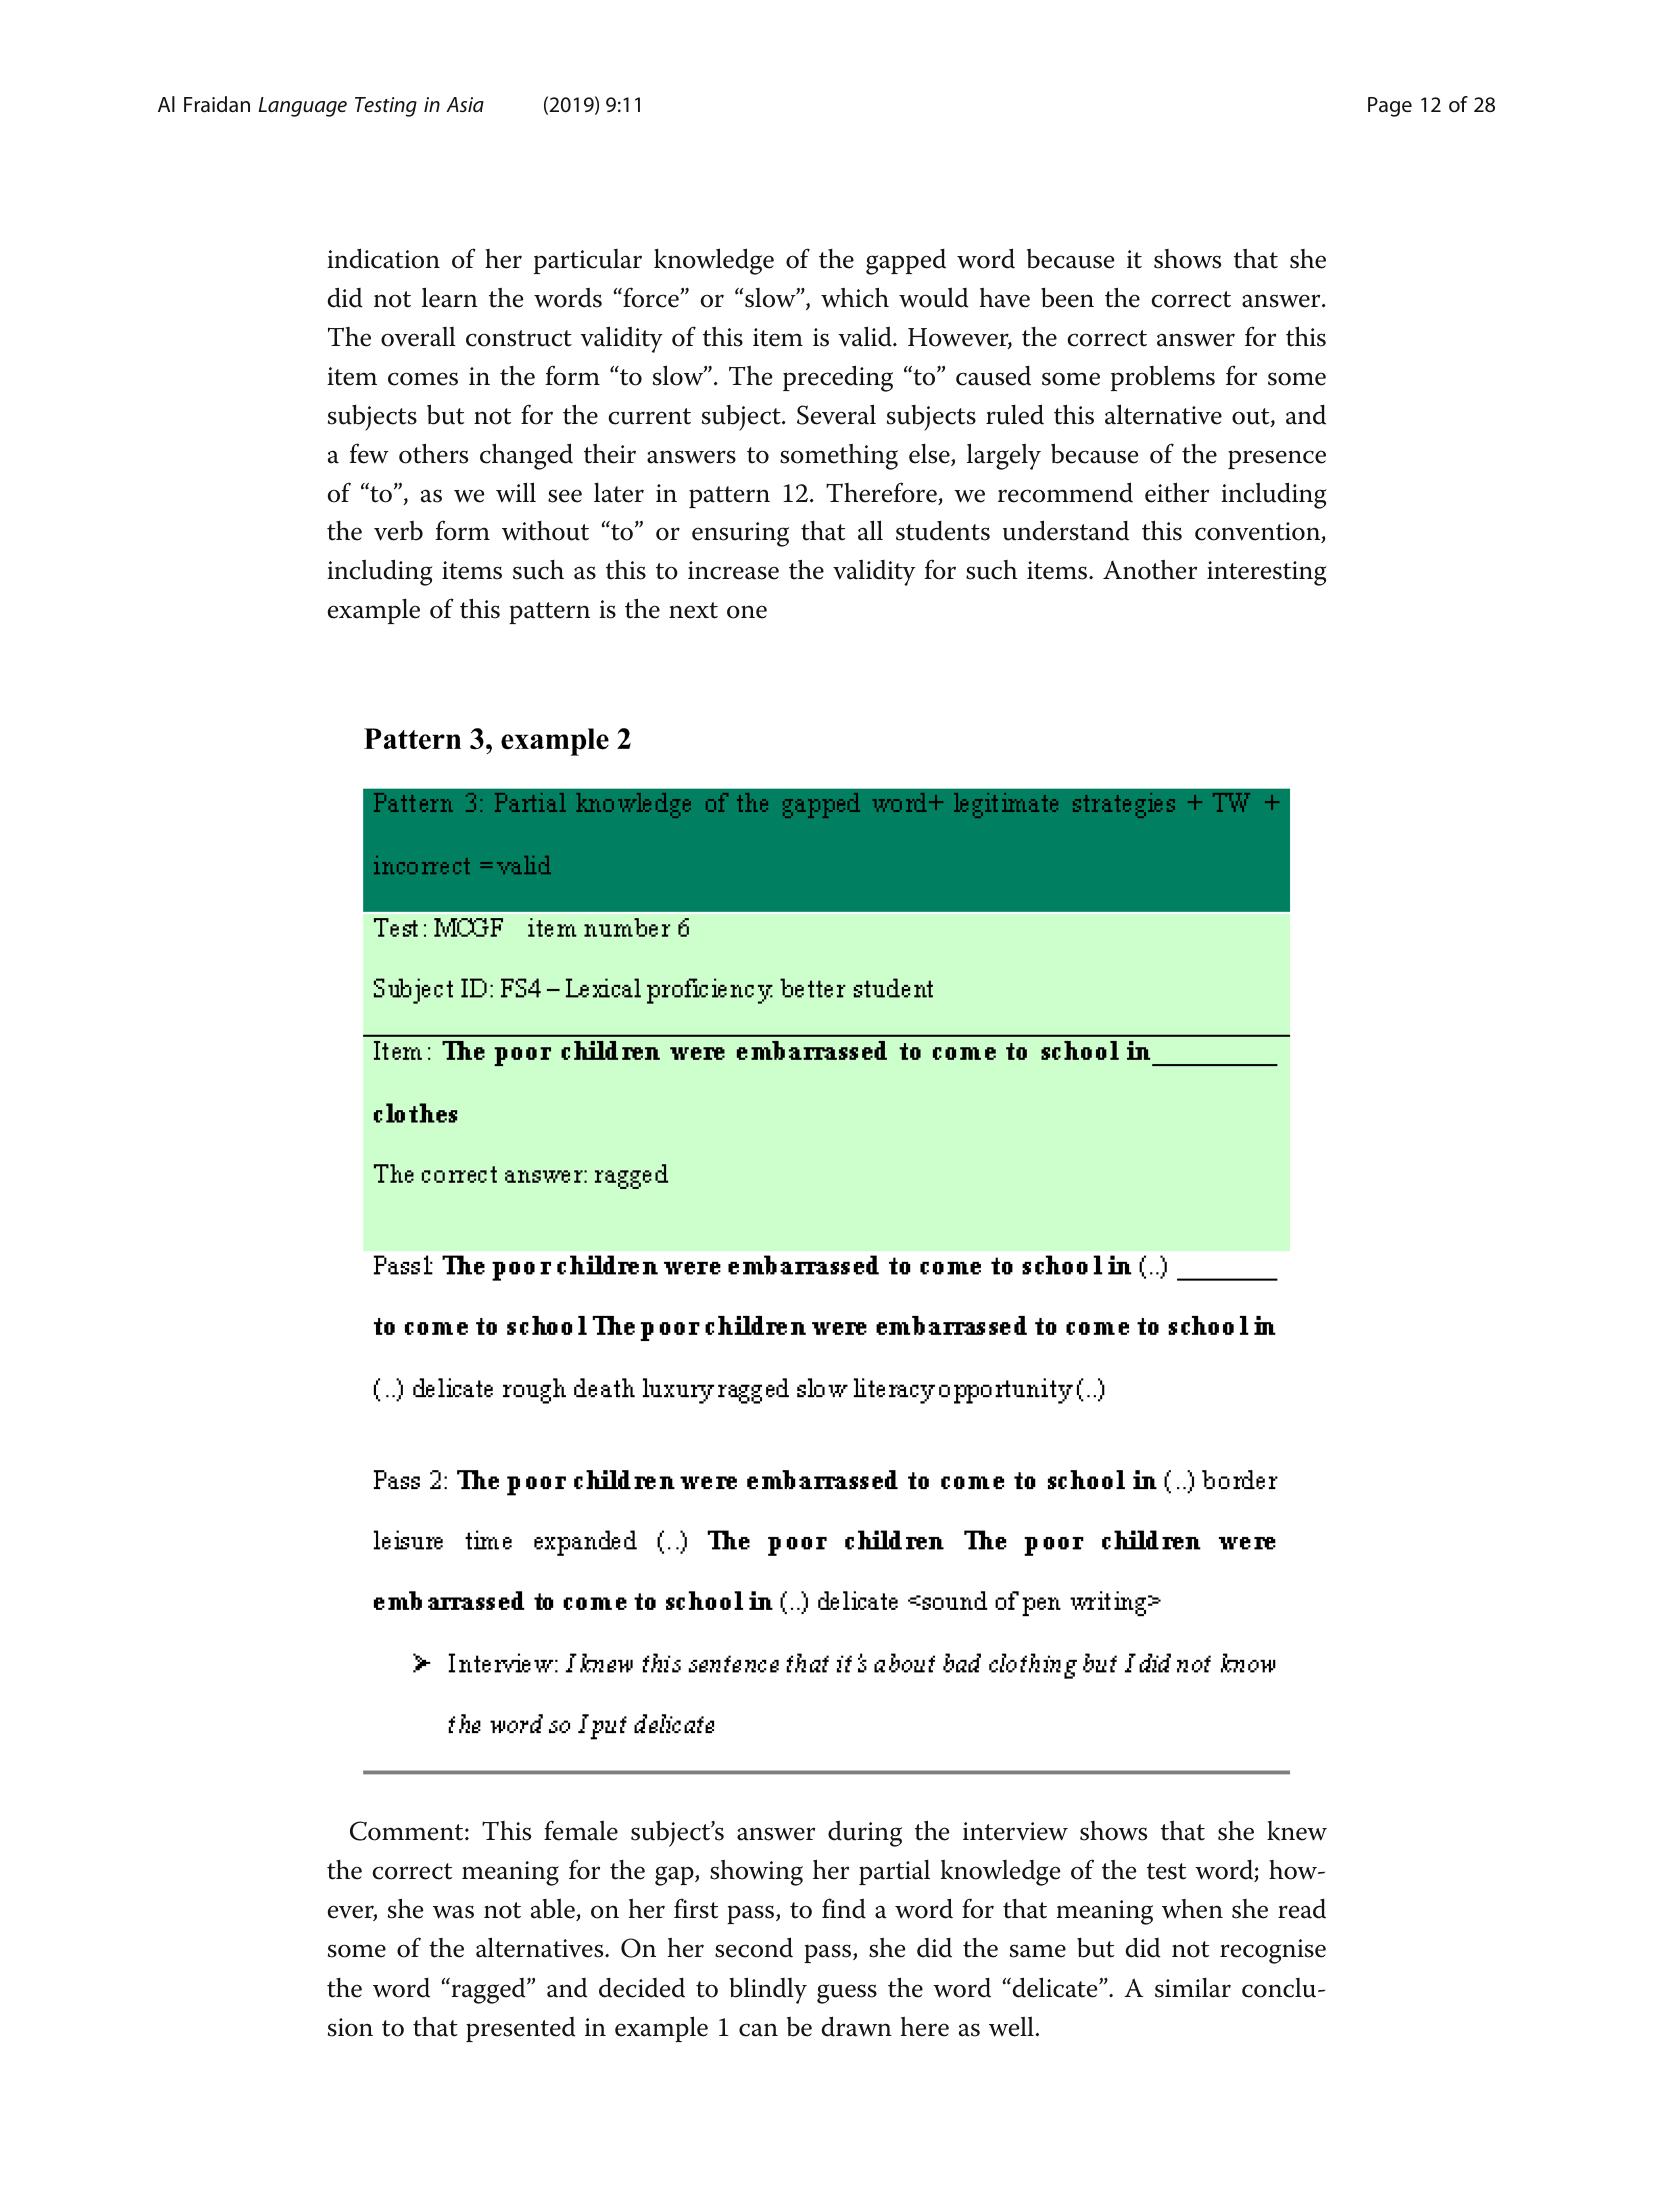 Al Fraidan Language Testing in Asia (2019) 9:11 Page 12 of 28
indication of her particular knowledge of the gapped word because it shows that she
did not learn the words “force” or “slow”, which would have been the correct answer.
The overall construct validity of this item is valid. However, the correct answer for this
item comes in the form “to slow”. The preceding “to” caused some problems for some
subjects but not for the current subject. Several subjects ruled this alternative out, and
a few others changed their answers to something else, largely because of the presence
of “to”, as we will see later in pattern 12. Therefore, we recommend either including
the verb form without “to” or ensuring that all students understand this convention,
including items such as this to increase the validity for such items. Another interesting
example of this pattern is the next one
Pattern 3, example 2
Pattern 3: Partial knowledge of the gapped word+ legitimate strategies + TW +
incorrect =valid
Test: MCGF item number 6
Subject ID: FS4 – Lexical proficiency: better student
Item: The poor children were embarrassed to come to school in__________
clothes
The correct answer: ragged
Pass1: The poor children were embarrassed to come to school in (..) ________
to come to school The poor children were embarrassed to come to school in
(..) delicate rough death luxury ragged slow literacy opportunity (..)
Pass 2: The poor children were embarrassed to come to school in (..) border
leisure time expanded (..) The poor children The poor children were
embarrassed to come to school in (..) delicate <sound of pen writing>
➢ Interview: I knew this sentence that it's about bad clothing but I did not know
the word so I put delicate
Comment: This female subject’s answer during the interview shows that she knew
the correct meaning for the gap, showing her partial knowledge of the test word; how-
ever, she was not able, on her first pass, to find a word for that meaning when she read
some of the alternatives. On her second pass, she did the same but did not recognise
the word “ragged” and decided to blindly guess the word “delicate”. A similar conclu-
sion to that presented in example 1 can be drawn here as well.